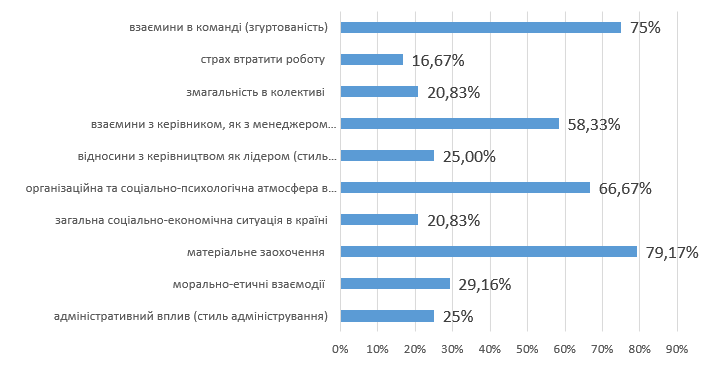 взаємини в команді (згуртованість) 75%
страх втратити роботу 16,67%
змагальність в колективі 20,83%
взаємини з керівником, як з менеджером... 58,33%
відносини з керівництвом як лідером (стиль... 25,00%
організаційна та соціально-психологічна атмосфера в... 66,67%
загальна соціально-економічна ситуація в країні 20,83%
матеріальне заохочення 79,17%
морально-етичні взаємодії 29,16%
адміністративний вплив (стиль адміністрування) 25%
0% 10% 20% 30% 40% 50% 60% 70% 80% 90%